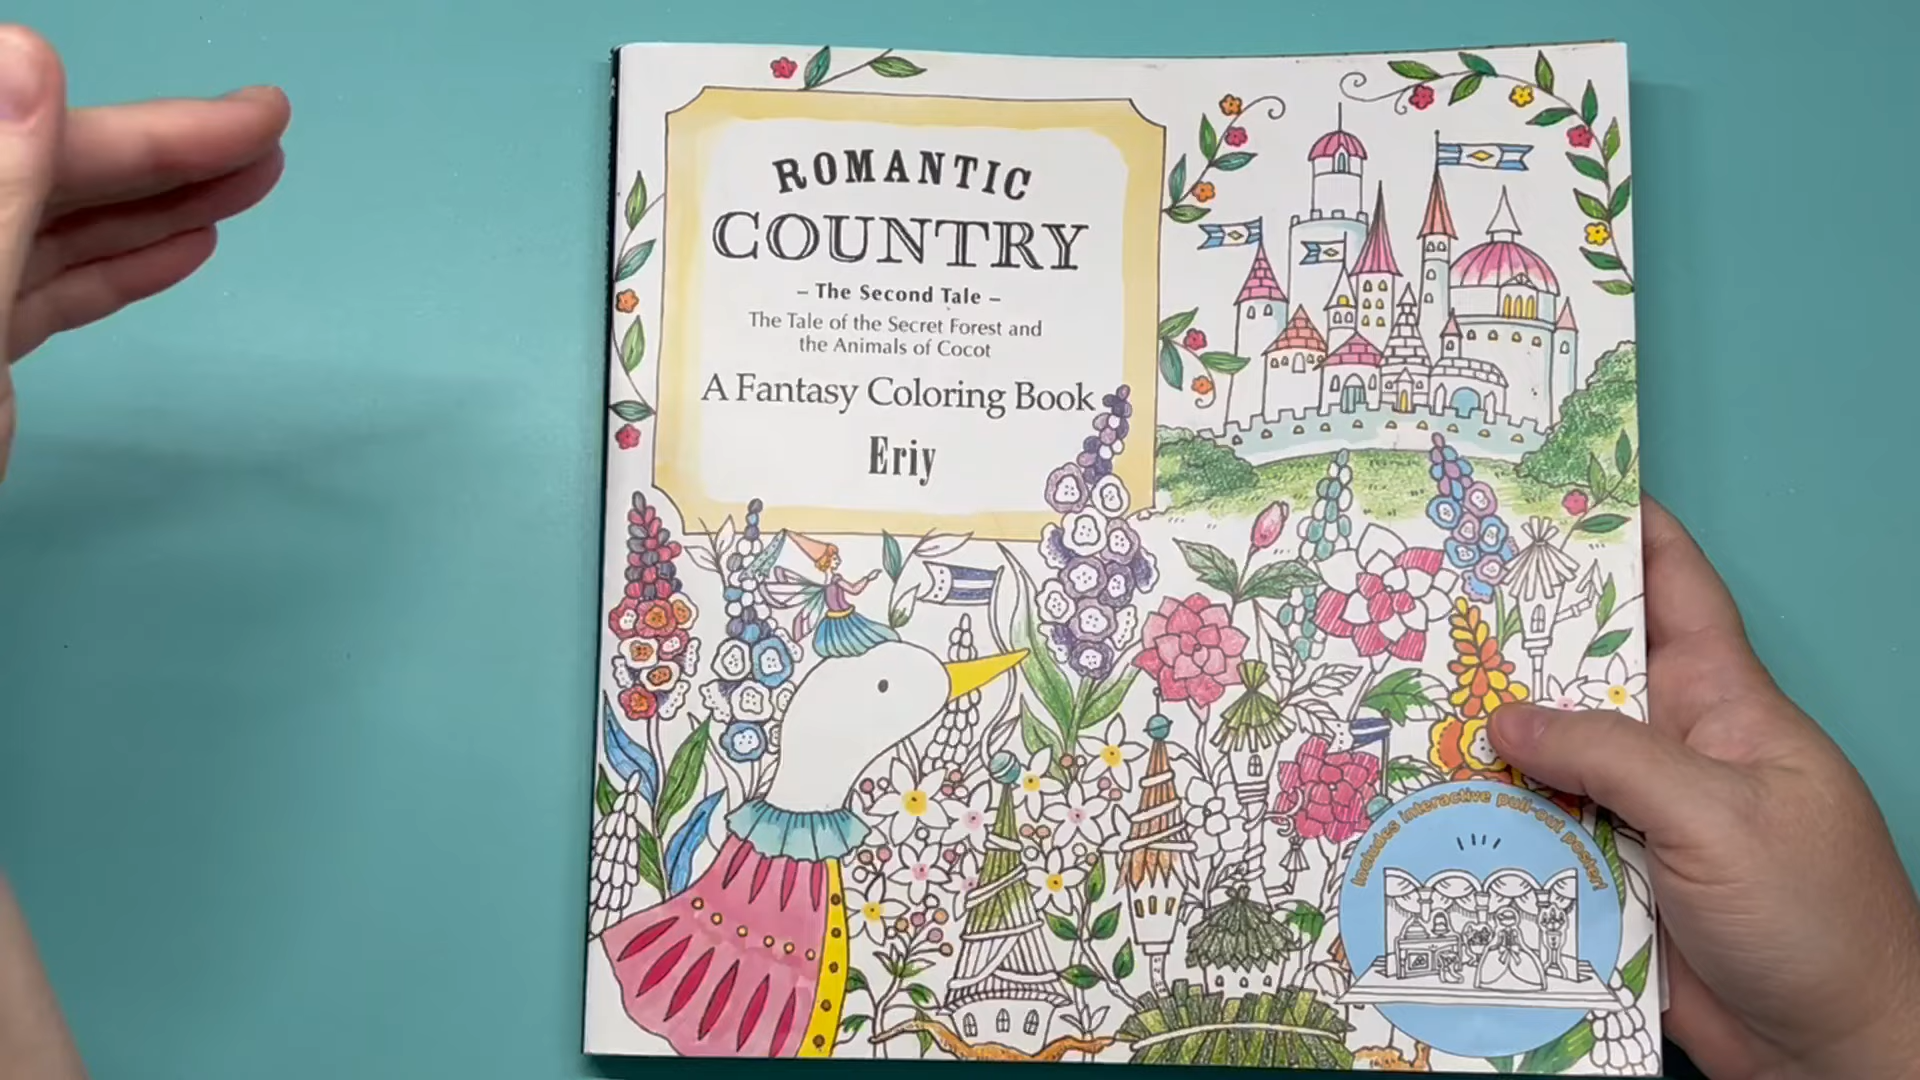 ROMANTIC
COUNTRY
– The Second Tale –
The Tale of the Secret Forest and
the Animals of Cocot
A Fantasy Coloring Book
Eriy
Includes interactive pull-out poster!